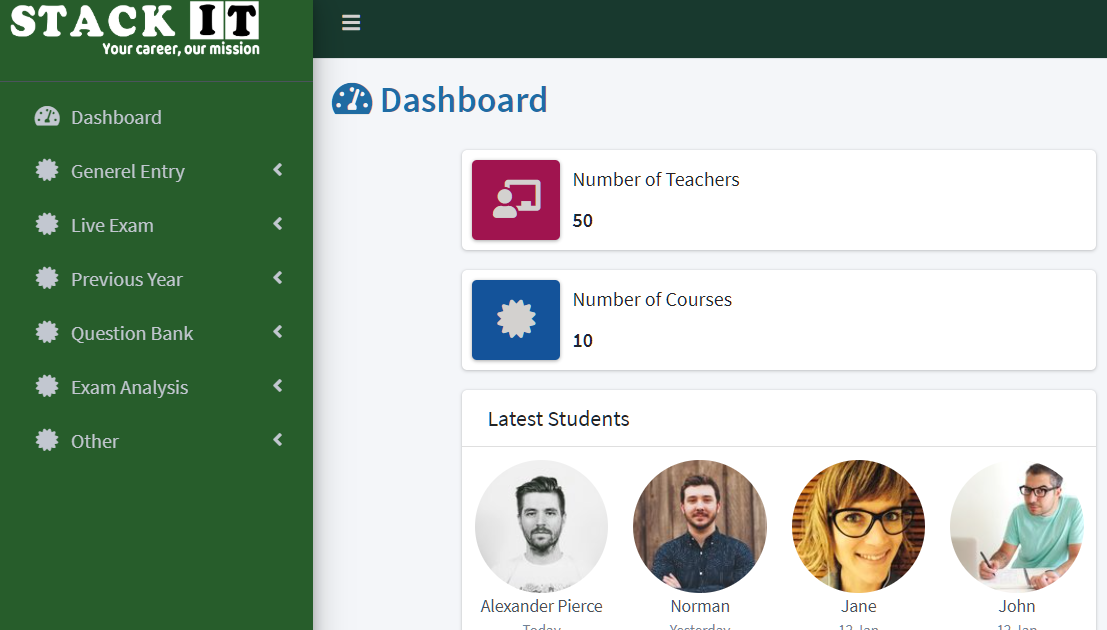 STACK IT
Your career, our mission
Dashboard
Generel Entry
Live Exam
Previous Year
Question Bank
Exam Analysis
Other
Dashboard
Number of Teachers
50
Number of Courses
10
Latest Students
Alexander Pierce
Norman
Jane
John
Today
Yesterday
12 Jan
12 Jan